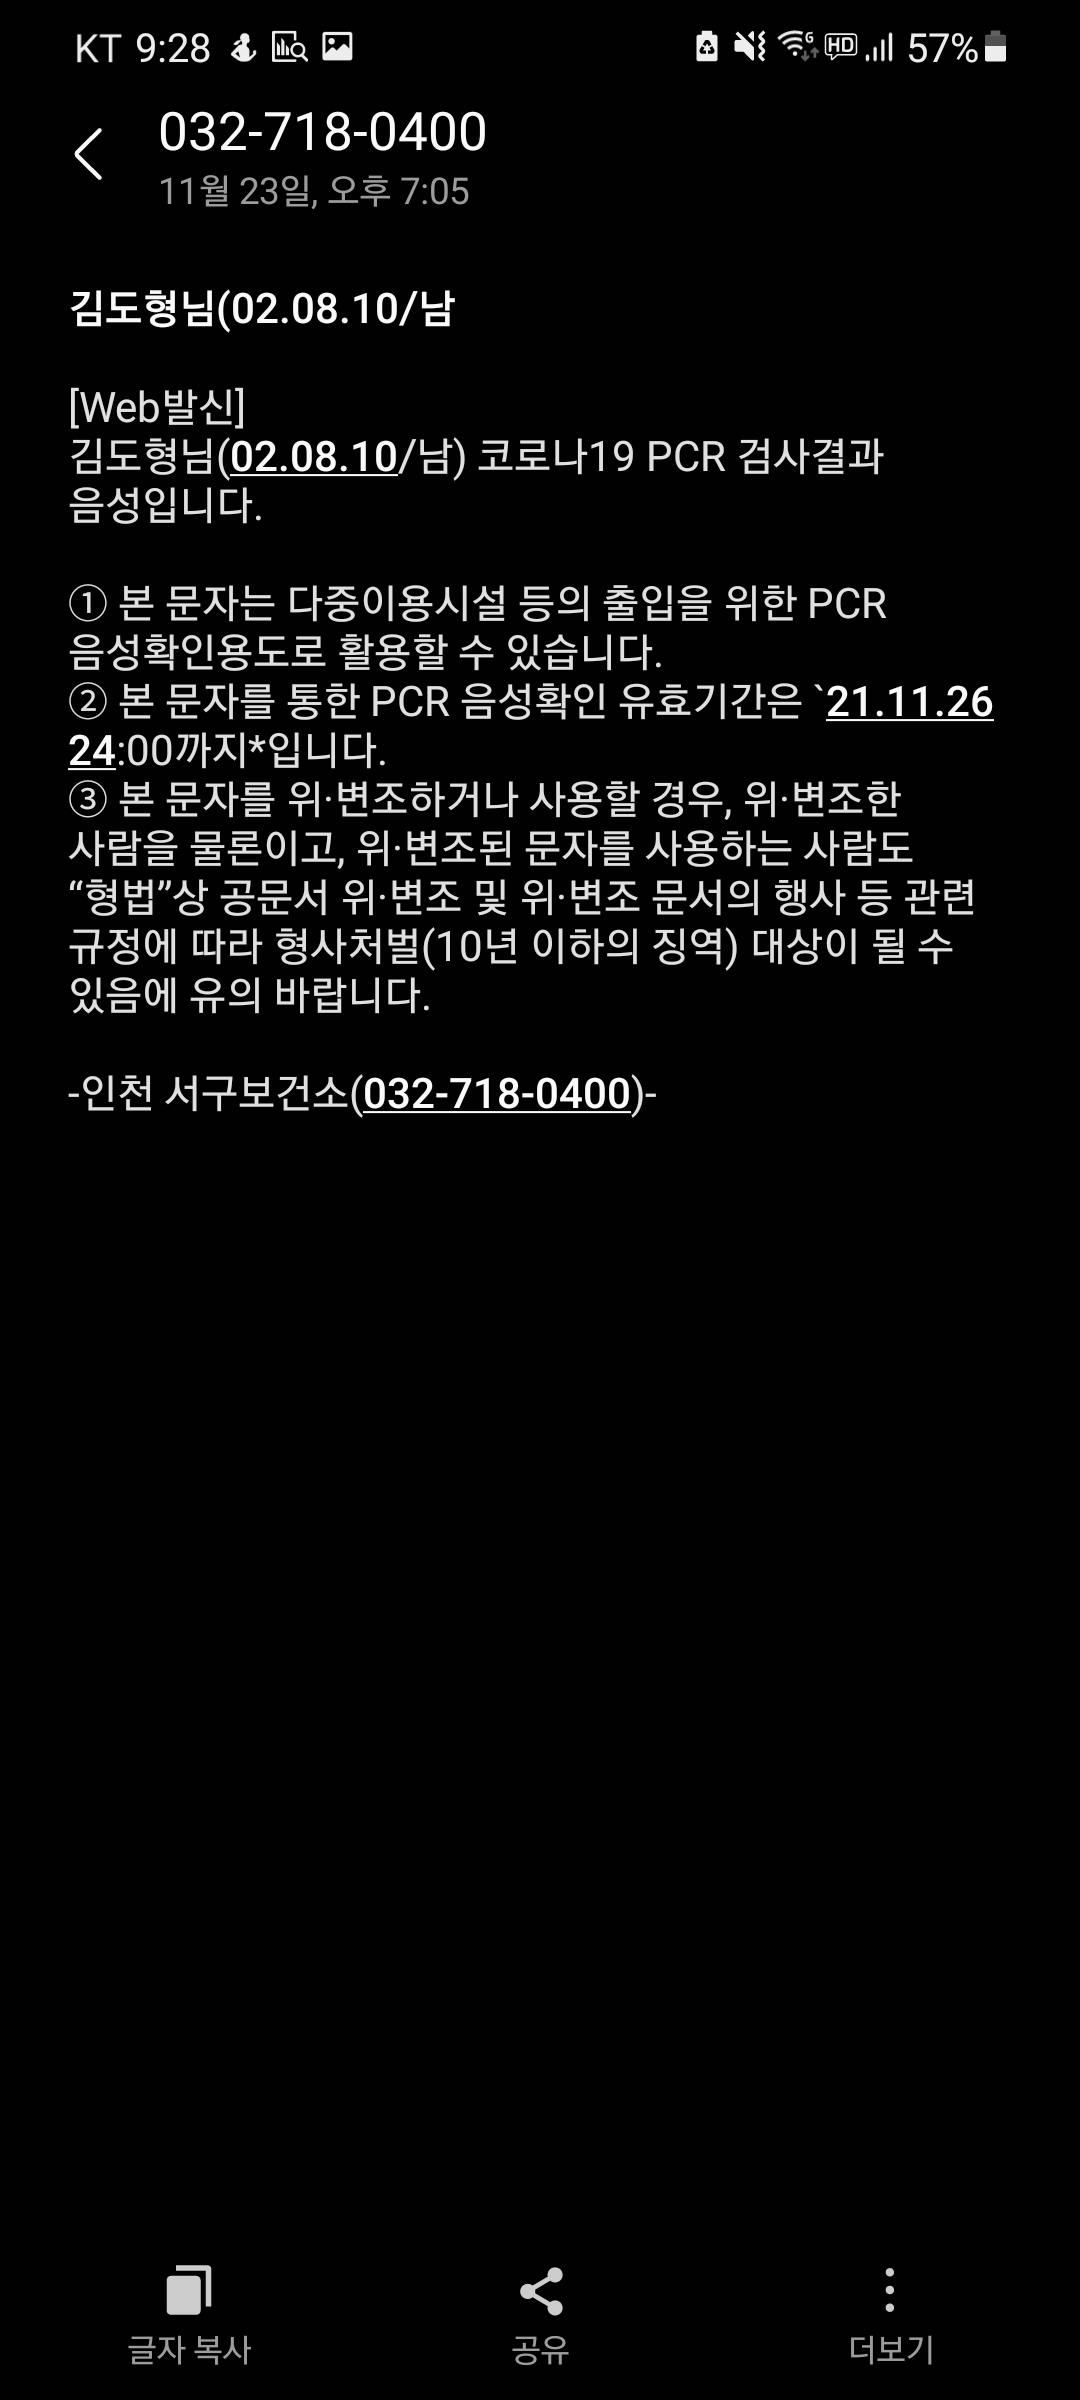 KT 9:28 57%
032-718-0400
11월 23일, 오후 7:05
김도형님(02.08.10/남
[Web발신]
김도형님(02.08.10/남) 코로나19 PCR 검사결과
음성입니다.
① 본 문자는 다중이용시설 등의 출입을 위한 PCR
음성확인용도로 활용할 수 있습니다.
② 본 문자를 통한 PCR 음성확인 유효기간은 `21.11.26
24:00까지*입니다.
③ 본 문자를 위·변조하거나 사용할 경우, 위·변조한
사람을 물론이고, 위·변조된 문자를 사용하는 사람도
“형법”상 공문서 위·변조 및 위·변조 문서의 행사 등 관련
규정에 따라 형사처벌(10년 이하의 징역) 대상이 될 수
있음에 유의 바랍니다.
-인천 서구보건소(032-718-0400)-
글자 복사 공유 더보기